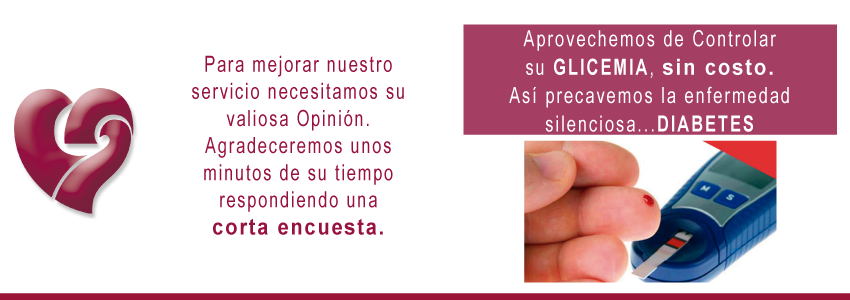 Para mejorar nuestro
servicio necesitamos su
valiosa Opinión.
Agradeceremos unos
minutos de su tiempo
respondiendo una
corta encuesta.
Aprovechemos de Controlar
su GLICEMIA, sin costo.
Así precavemos la enfermedad
silenciosa...DIABETES
M S